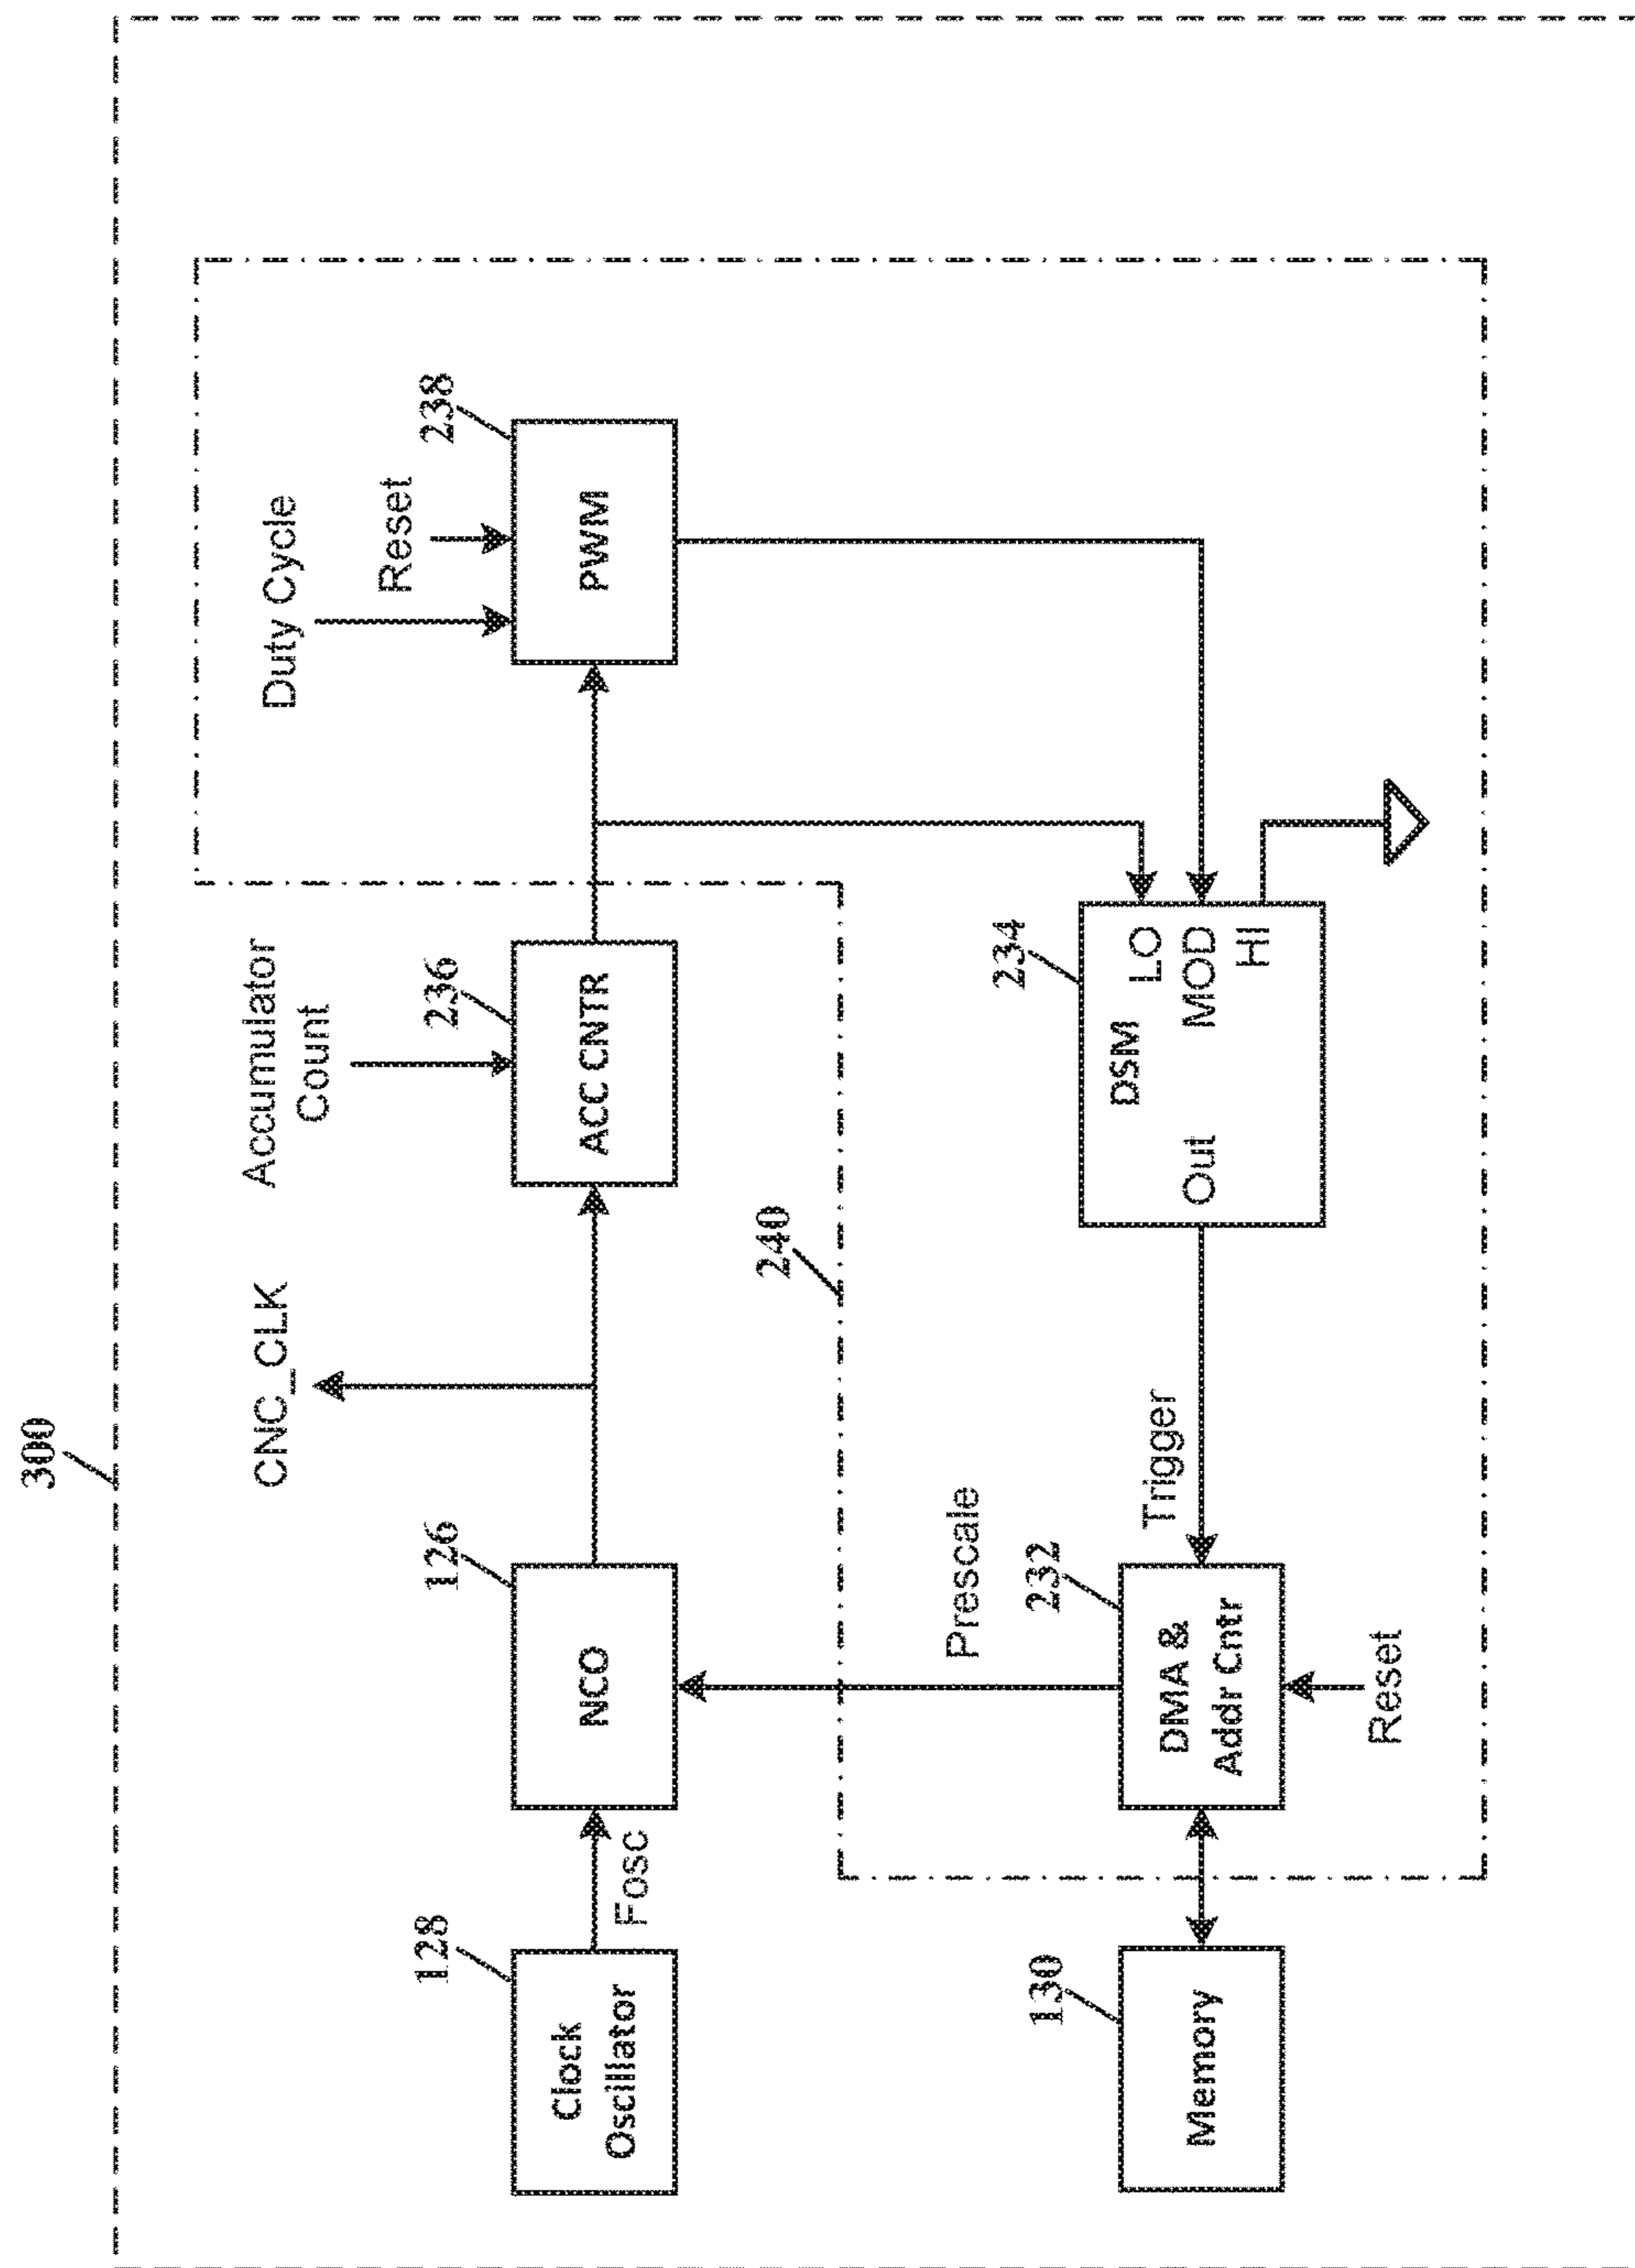 300
CNC_CLK
Accumulator
Count
Duty Cycle
Reset
128
Clock
Oscillator
Fosc
126
NCO
236
ACC CNTR
238
PWM
240
Prescale
130
Memory
232
DMA &
Addr Cntr
Reset
Trigger
234
DSM
LO
Out
MOD
HI